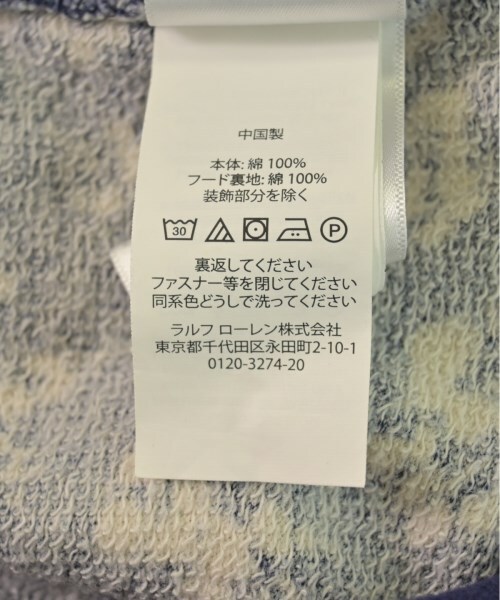 中国製
本体: 綿 100%
フード裏地: 綿 100%
装飾部分を除く
30 P
裏返してください
ファスナー等を閉じてください
同系色どうしで洗ってください
ラルフ ローレン株式会社
東京都千代田区永田町2-10-1
0120-3274-20